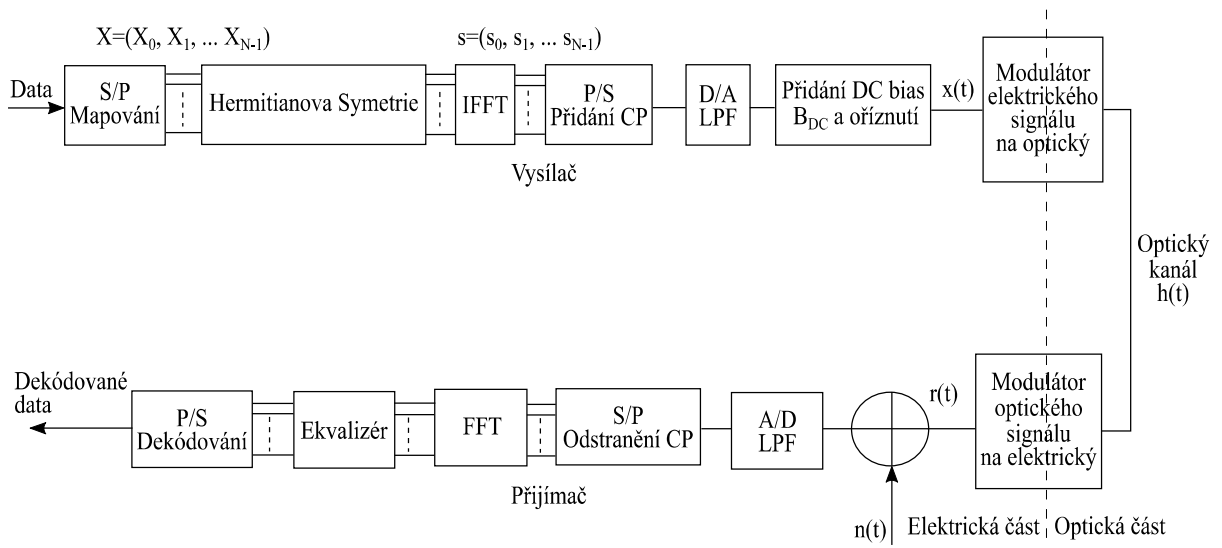 X=(X0, X1, ... XN-1)
s=(s0, s1, ... sN-1)
Data
S/P
Mapování
Hermitianova Symetrie
IFFT
P/S
Přidání CP
D/A
LPF
Přidání DC bias
BDC a oříznutí
x(t)
Modulátor
elektrického
signálu
na optický
Vysílač
Optický
kanál
h(t)
Dekódované
data
P/S
Dekódování
Ekvalizér
FFT
S/P
Odstranění CP
A/D
LPF
r(t)
Modulátor
optického
signálu
na elektrický
Přijímač
n(t)
Elektrická část
Optická část